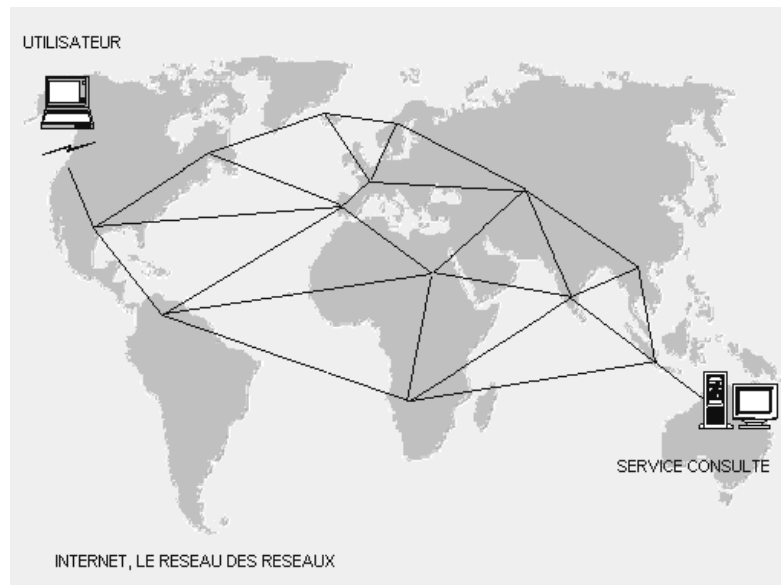 UTILISATEUR
SERVICE CONSULTE
INTERNET, LE RESEAU DES RESEAUX